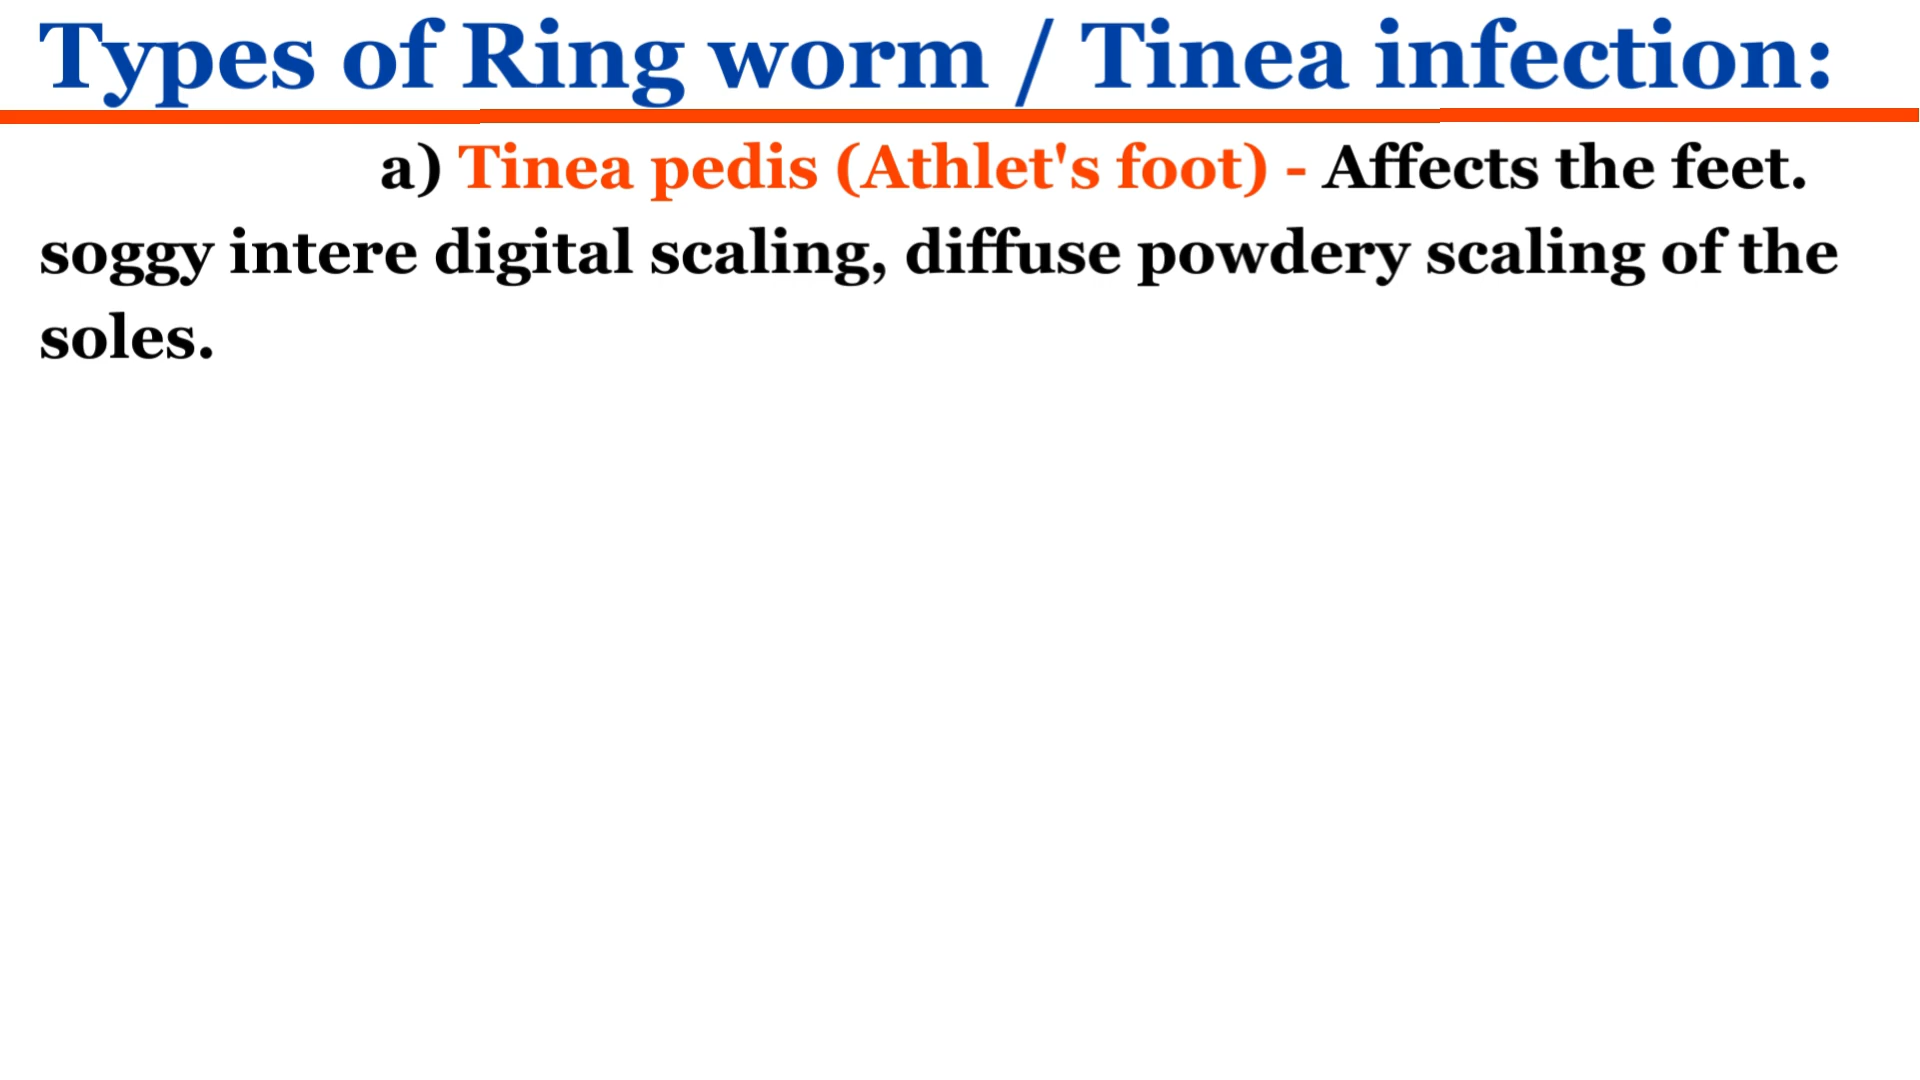 Types of Ring worm / Tinea infection:
a) Tinea pedis (Athlet's foot) - Affects the feet.
soggy intere digital scaling, diffuse powdery scaling of the
soles.